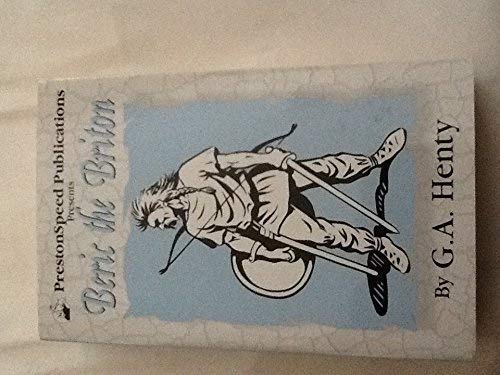 PrestonSpeed Publications
Presents
Beric the Briton
By G.A. Henty